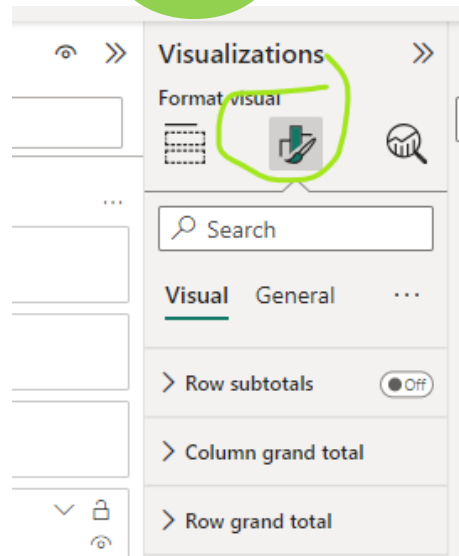 Visualizations
Format visual
Search
Visual General
Row subtotals Off
Column grand total
Row grand total